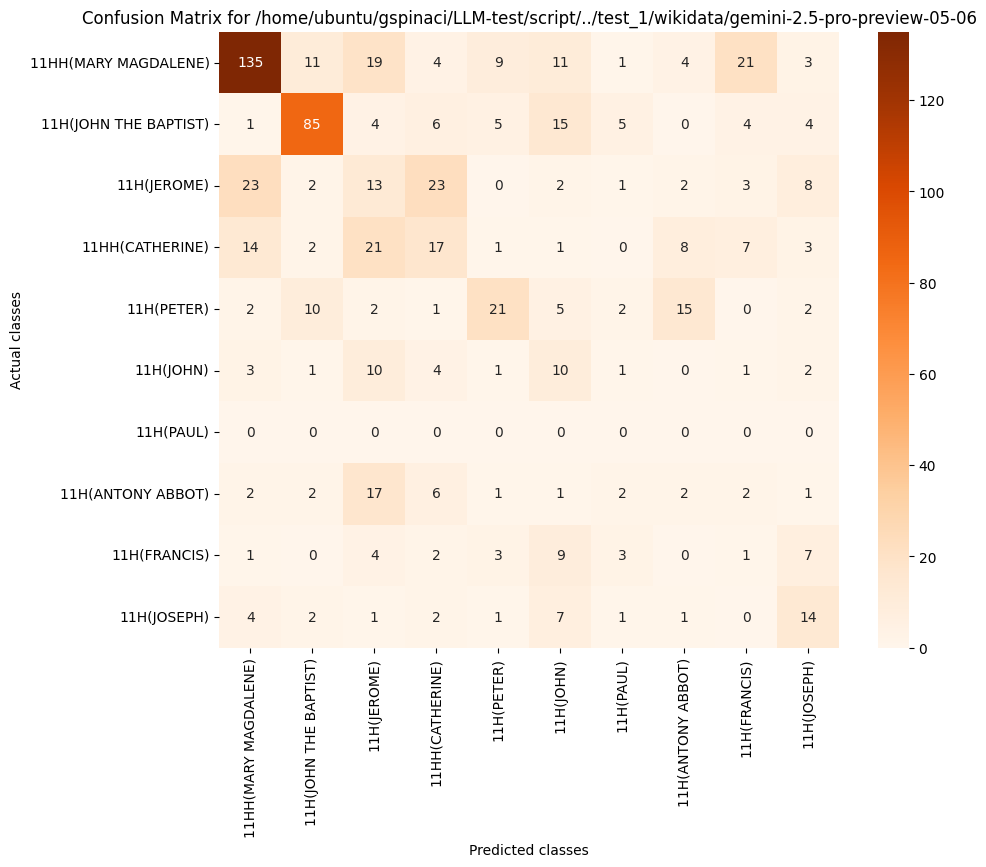 Confusion Matrix for /home/ubuntu/gspinaci/LLM-test/script/../test_1/wikidata/gemini-2.5-pro-preview-05-06
Actual classes
11HH(MARY MAGDALENE) 135 11 19 4 9 11 1 4 21 3
11H(JOHN THE BAPTIST) 1 85 4 6 5 15 5 0 4 4
11H(JEROME) 23 2 13 23 0 2 1 2 3 8
11HH(CATHERINE) 14 2 21 17 1 1 0 8 7 3
11H(PETER) 2 10 2 1 21 5 2 15 0 2
11H(JOHN) 3 1 10 4 1 10 1 0 1 2
11H(PAUL) 0 0 0 0 0 0 0 0 0 0
11H(ANTONY ABBOT) 2 2 17 6 1 1 2 2 2 1
11H(FRANCIS) 1 0 4 2 3 9 3 0 1 7
11H(JOSEPH) 4 2 1 2 7 1 1 0 14
11HH(MARY MAGDALENE)
11H(JOHN THE BAPTIST)
11H(JEROME)
11HH(CATHERINE)
11H(PETER)
11H(JOHN)
11H(PAUL)
11H(ANTONY ABBOT)
11H(FRANCIS)
11H(JOSEPH)
Predicted classes
120
100
80
60
40
20
0